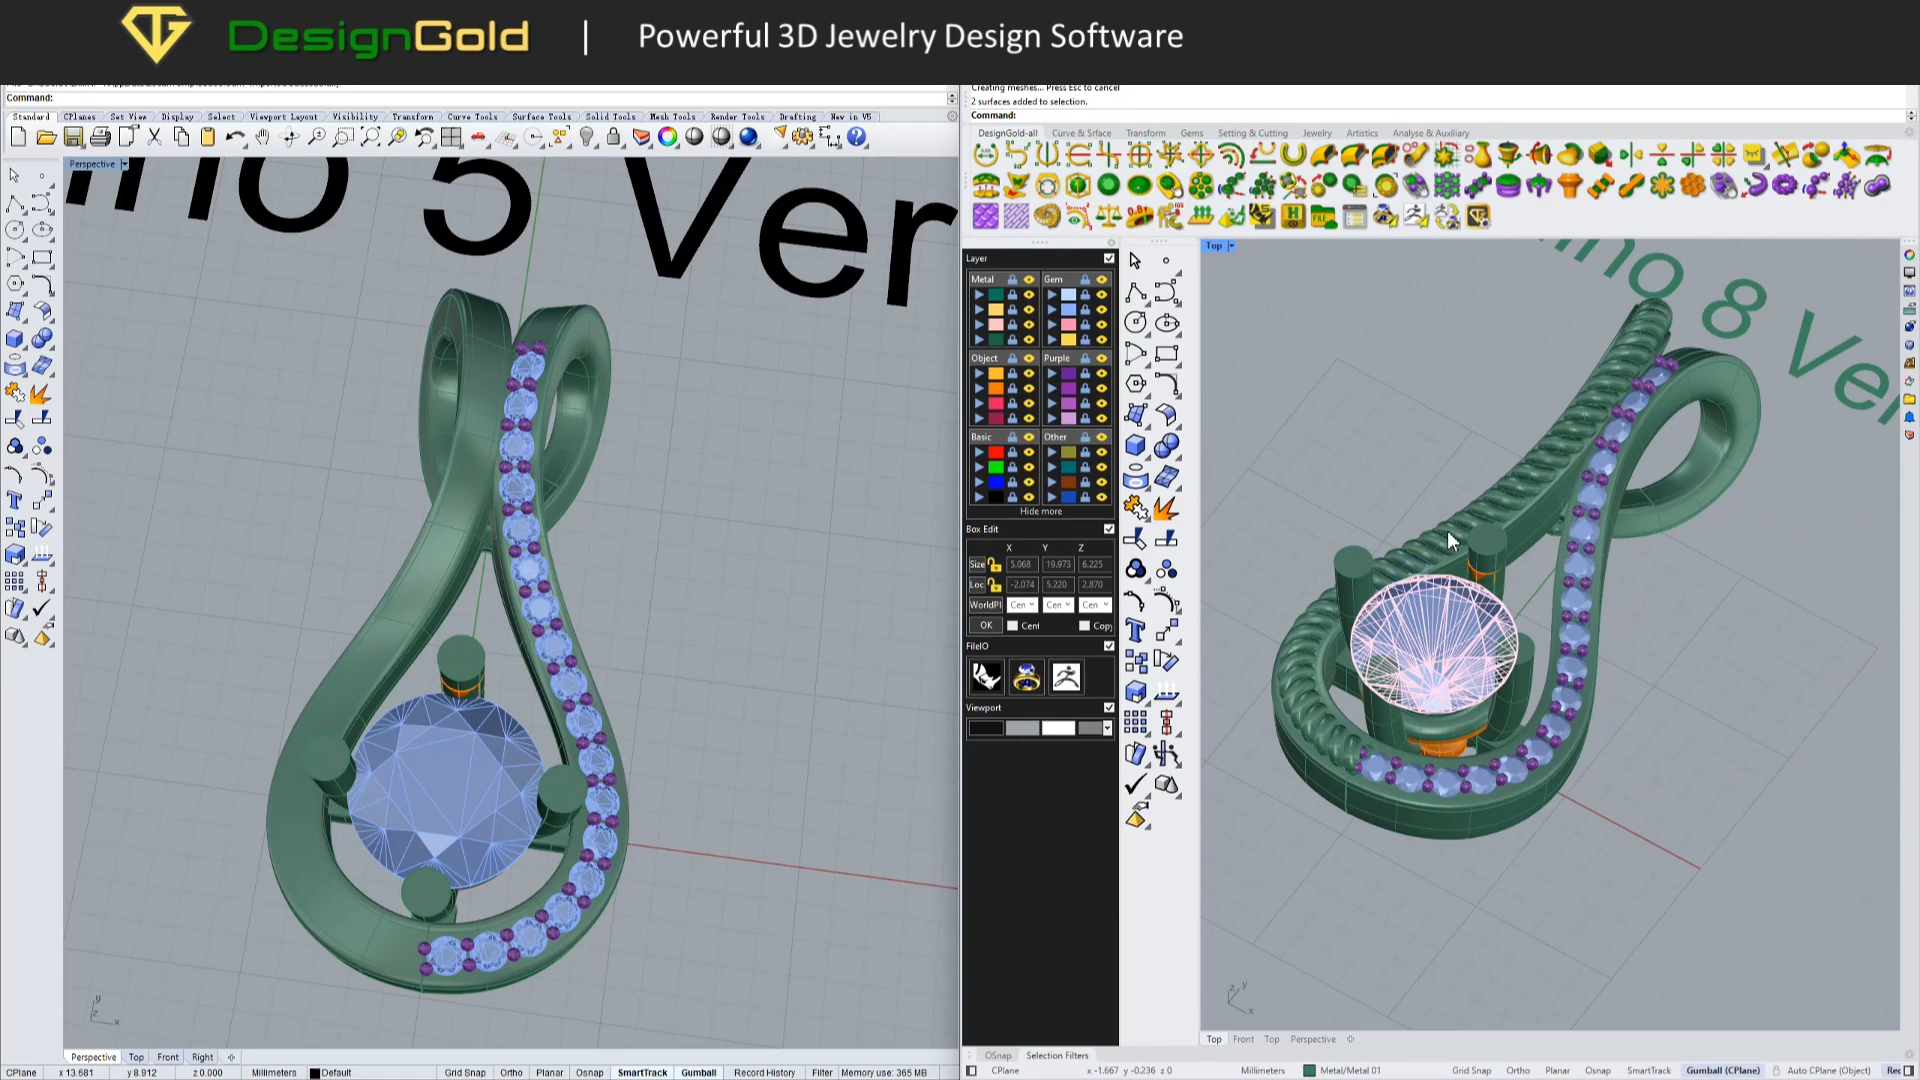 DesignGold | Powerful 3D Jewelry Design Software
Command:
Standard CPlanes Set View Display Select Viewport Layout Visibility Transform Curve Tools Surface Tools Solid Tools Mesh Tools Render Tools Drafting New in V5
Perspective
ino 5 Ver
Perspective Top Front Right
CPlane x 13.681 y 8.912 z 0.000 Millimeters Default Grid Snap Ortho Planar Osnap SmartTrack Gumball Record History Filter Memory use: 365 MB
Creating meshes... Press Esc to cancel
2 surfaces added to selection.
Command:
DesignGold-all Curve & Srface Transform Gems Setting & Cutting Jewelry Artistics Analyse & Auxiliary
Layer
Metal Gem
Object Purple
Basic Other
Hide more
Box Edit
X Y Z
Size 5.068 19.973 6.225
Loc -2.074 5.220 2.870
WorldPl Cen Cen Cen
OK Cent Copy
FileIO
Viewport
Top
ino 8 Ver
Top Front Top Perspective
OSnap Selection Filters
CPlane x -1.667 y -0.236 z 0 Millimeters Metal/Metal 01 Grid Snap Ortho Planar Osnap SmartTrack Gumball (CPlane) Auto CPlane (Object) Rec